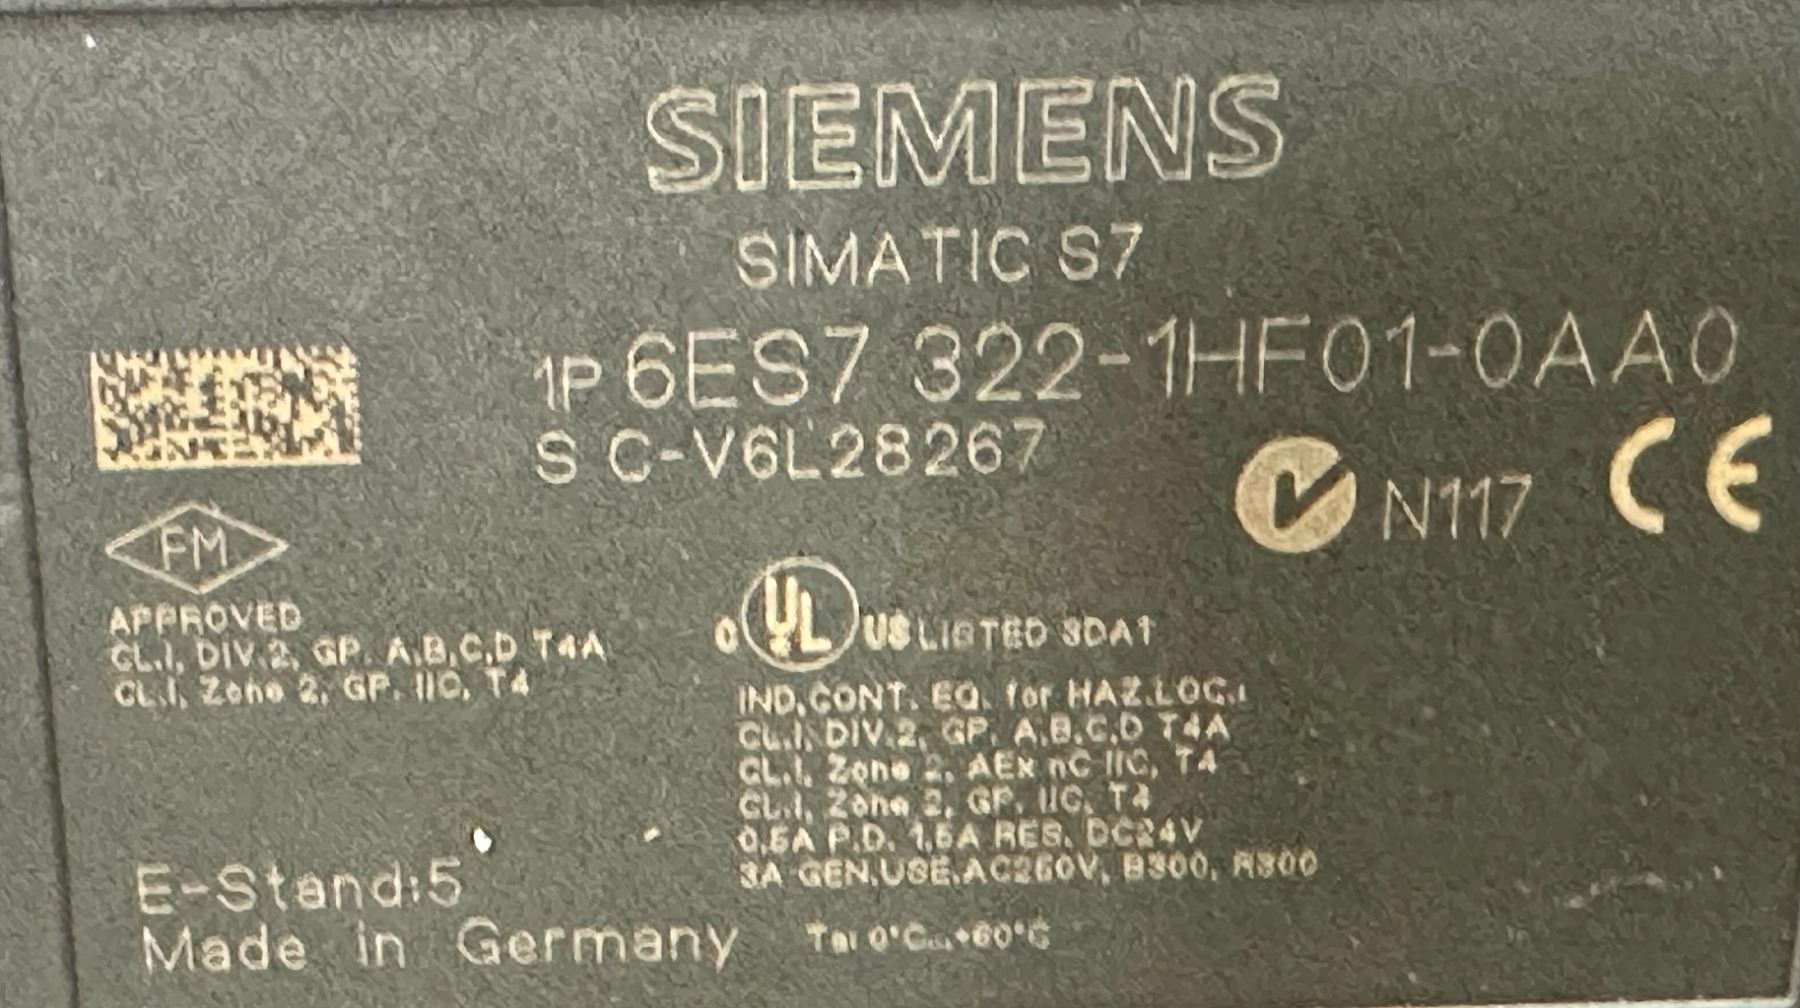 SIEMENS
SIMATIC S7
1P 6ES7 322-1HF01-0AA0
S C-V6L28267
N117 CE
FM
APPROVED
CL.I, DIV.2, GP. A,B,C,D T4A
CL.I, Zone 2, GP. IIC, T4
C UL US LISTED 3DA1
IND.CONT. EQ. for HAZ.LOC.:
CL.I, DIV.2, GP. A,B,C,D T4A
CL.I, Zone 2, AEx nC IIC, T4
CL.I, Zone 2, GP. IIC, T4
0.5A P.D. 1.5A RES. DC24V
3A GEN.USE.AC250V, B300, R300
E-Stand:5
Made in Germany
Ta: 0°C...+60°C